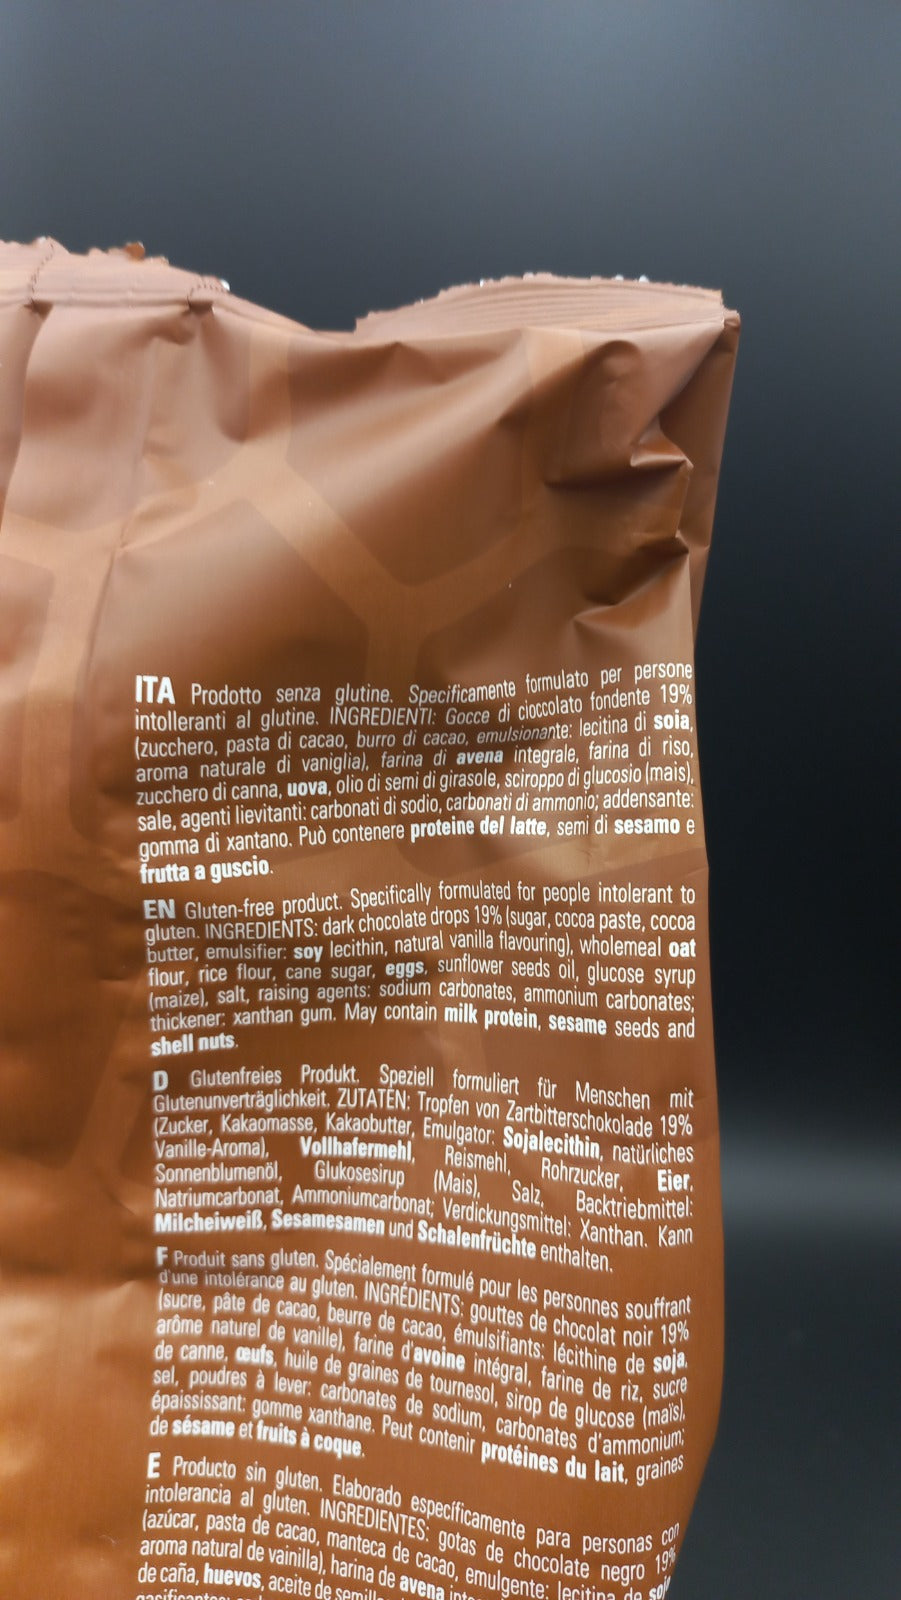 ITA Prodotto senza glutine. Specificamente formulato per persone
intolleranti al glutine. INGREDIENTI: Gocce di cioccolato fondente 19%
(zucchero, pasta di cacao, burro di cacao, emulsionante: lecitina di soia,
aroma naturale di vaniglia), farina di avena integrale, farina di riso,
zucchero di canna, uova, olio di semi di girasole, sciroppo di glucosio (mais),
sale, agenti lievitanti: carbonati di sodio, carbonati di ammonio; addensante:
gomma di xantano. Può contenere proteine del latte, semi di sesamo e
frutta a guscio.
EN Gluten-free product. Specifically formulated for people intolerant to
gluten. INGREDIENTS: dark chocolate drops 19% (sugar, cocoa paste, cocoa
butter, emulsifier: soy lecithin, natural vanilla flavouring), wholemeal oat
flour, rice flour, cane sugar, eggs, sunflower seeds oil, glucose syrup
(maize), salt, raising agents: sodium carbonates, ammonium carbonates;
thickener: xanthan gum. May contain milk protein, sesame seeds and
shell nuts.
D Glutenfreies Produkt. Speziell formuliert für Menschen mit
Glutenunverträglichkeit. ZUTATEN: Tropfen von Zartbitterschokolade 19%
(Zucker, Kakaomasse, Kakaobutter, Emulgator: Sojalecithin, natürliches
Vanille-Aroma), Vollhafermehl, Reismehl, Rohrzucker, Eier,
Sonnenblumenöl, Glukosesirup (Mais), Salz, Backtriebmittel:
Natriumcarbonat, Ammoniumcarbonat; Verdickungsmittel: Xanthan. Kann
Milcheiweiß, Sesamesamen und Schalenfrüchte enthalten.
F Produit sans gluten. Spécialement formulé pour les personnes souffrant
d'une intolérance au gluten. INGRÉDIENTS: gouttes de chocolat noir 19%
(sucre, pâte de cacao, beurre de cacao, émulsifiants: lécithine de soja,
arôme naturel de vanille), farine d'avoine intégral, farine de riz, sucre
de canne, œufs, huile de graines de tournesol, sirop de glucose (maïs),
sel, poudres à lever: carbonates de sodium, carbonates d'ammonium;
épaississant: gomme xanthane. Peut contenir protéines du lait, graines
de sésame et fruits à coque.
E Producto sin gluten. Elaborado específicamente para personas con
intolerancia al gluten. INGREDIENTES: gotas de chocolate negro 19%
(azúcar, pasta de cacao, manteca de cacao, emulgente: lecitina de soja
aroma natural de vainilla), harina de avena
de caña, huevos, aceite de